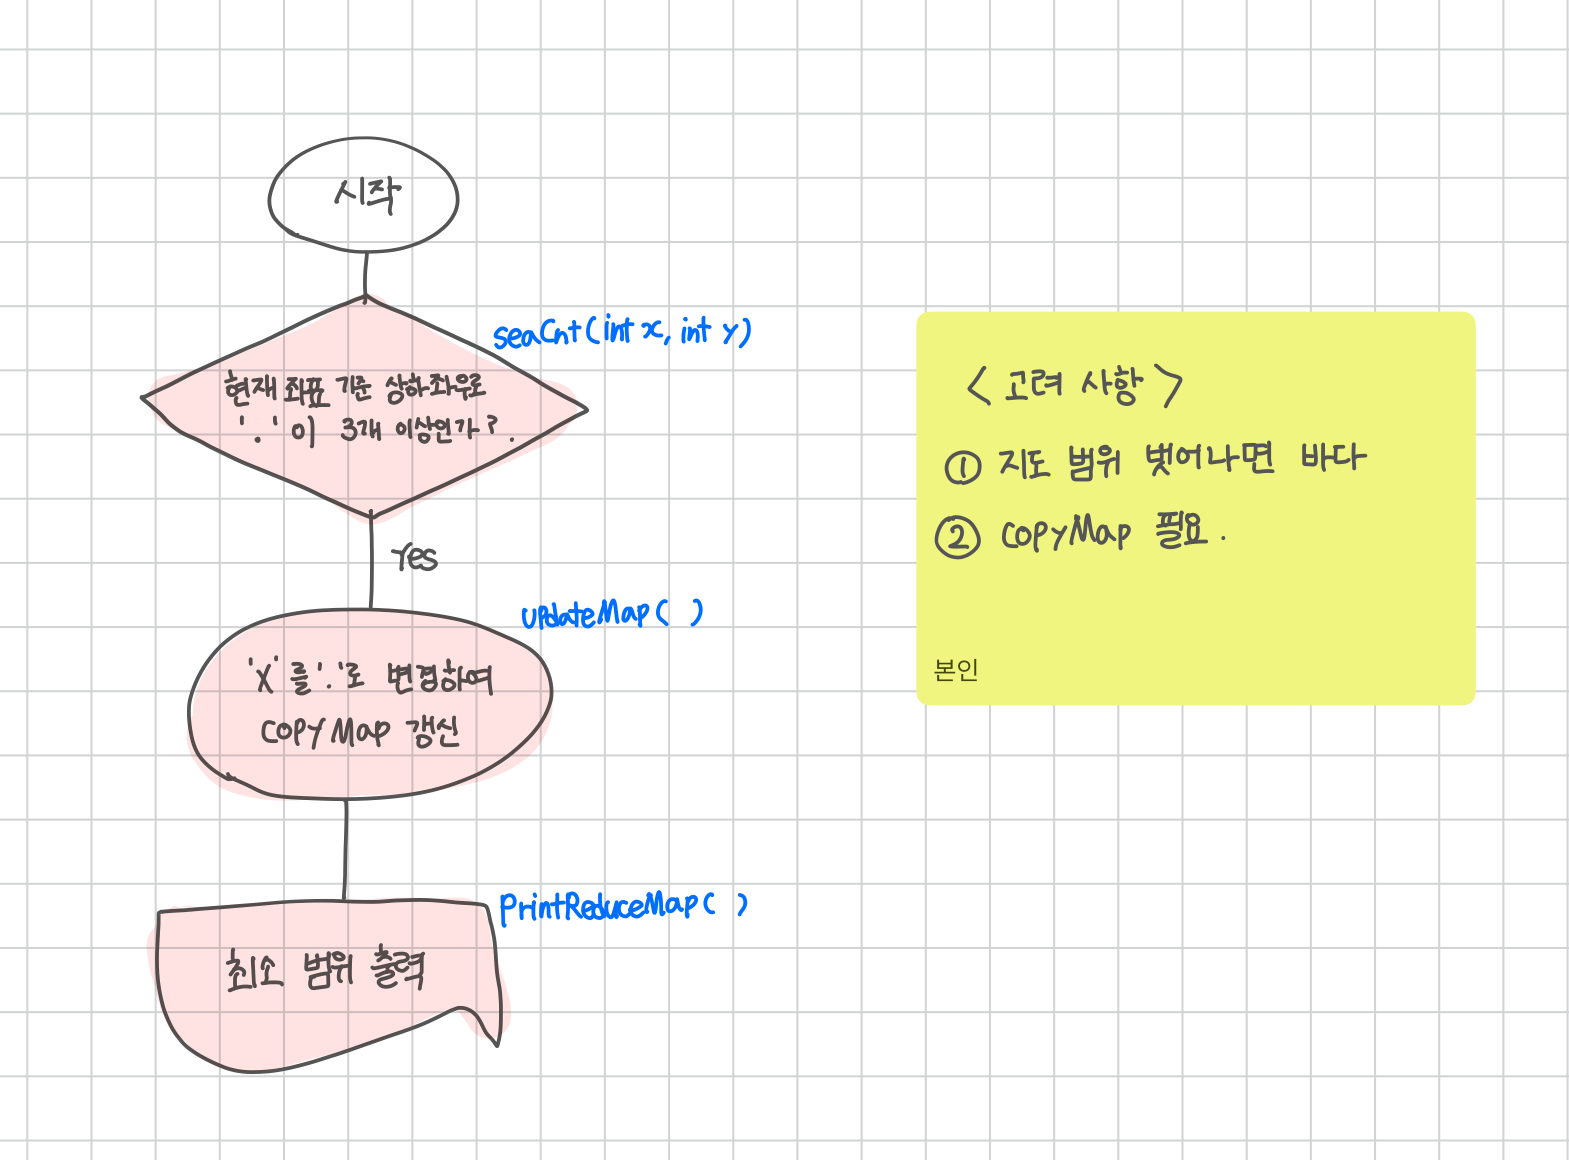 시작
seaCnt(int x, int y)
현재 좌표 기준 상하좌우로
'.' 이 3개 이상인가?
Yes
updateMap( )
'X'를 '.'로 변경하여
copyMap 갱신
printReduceMap( )
최소 범위 출력
< 고려 사항 >
① 지도 범위 벗어나면 바다
② copyMap 필요.
본인